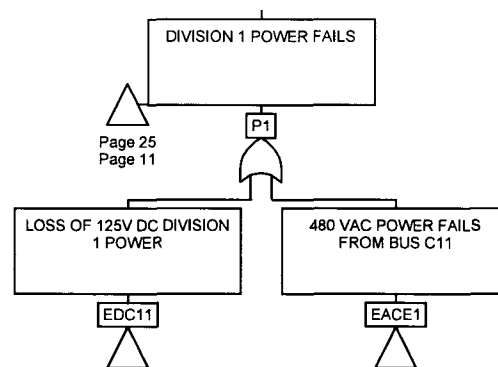 DIVISION 1 POWER FAILS
Page 25
Page 11
P1
LOSS OF 125V DC DIVISION
1 POWER
EDC11
480 VAC POWER FAILS
FROM BUS C11
EACE1